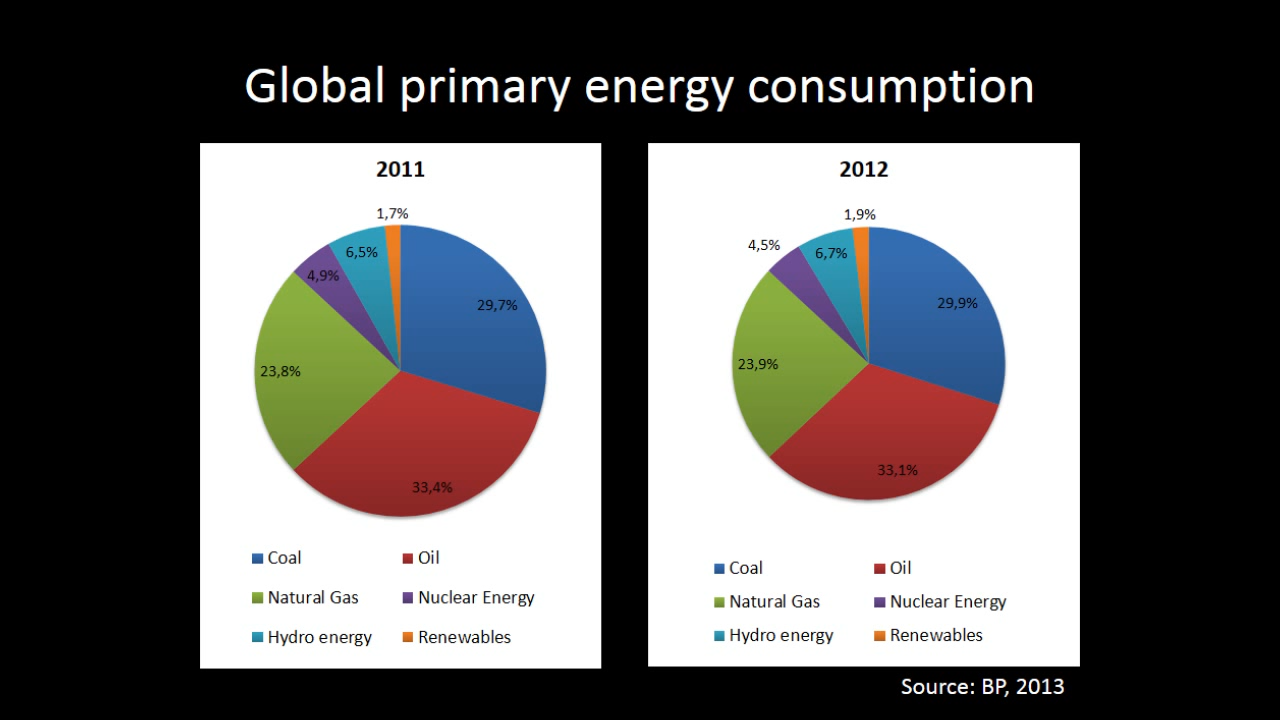 Global primary energy consumption
2011
1,7%
6,5%
4,9%
29,7%
23,8%
33,4%
Coal
Oil
Natural Gas
Nuclear Energy
Hydro energy
Renewables
2012
1,9%
4,5%
6,7%
29,9%
23,9%
33,1%
Coal
Oil
Natural Gas
Nuclear Energy
Hydro energy
Renewables
Source: BP, 2013